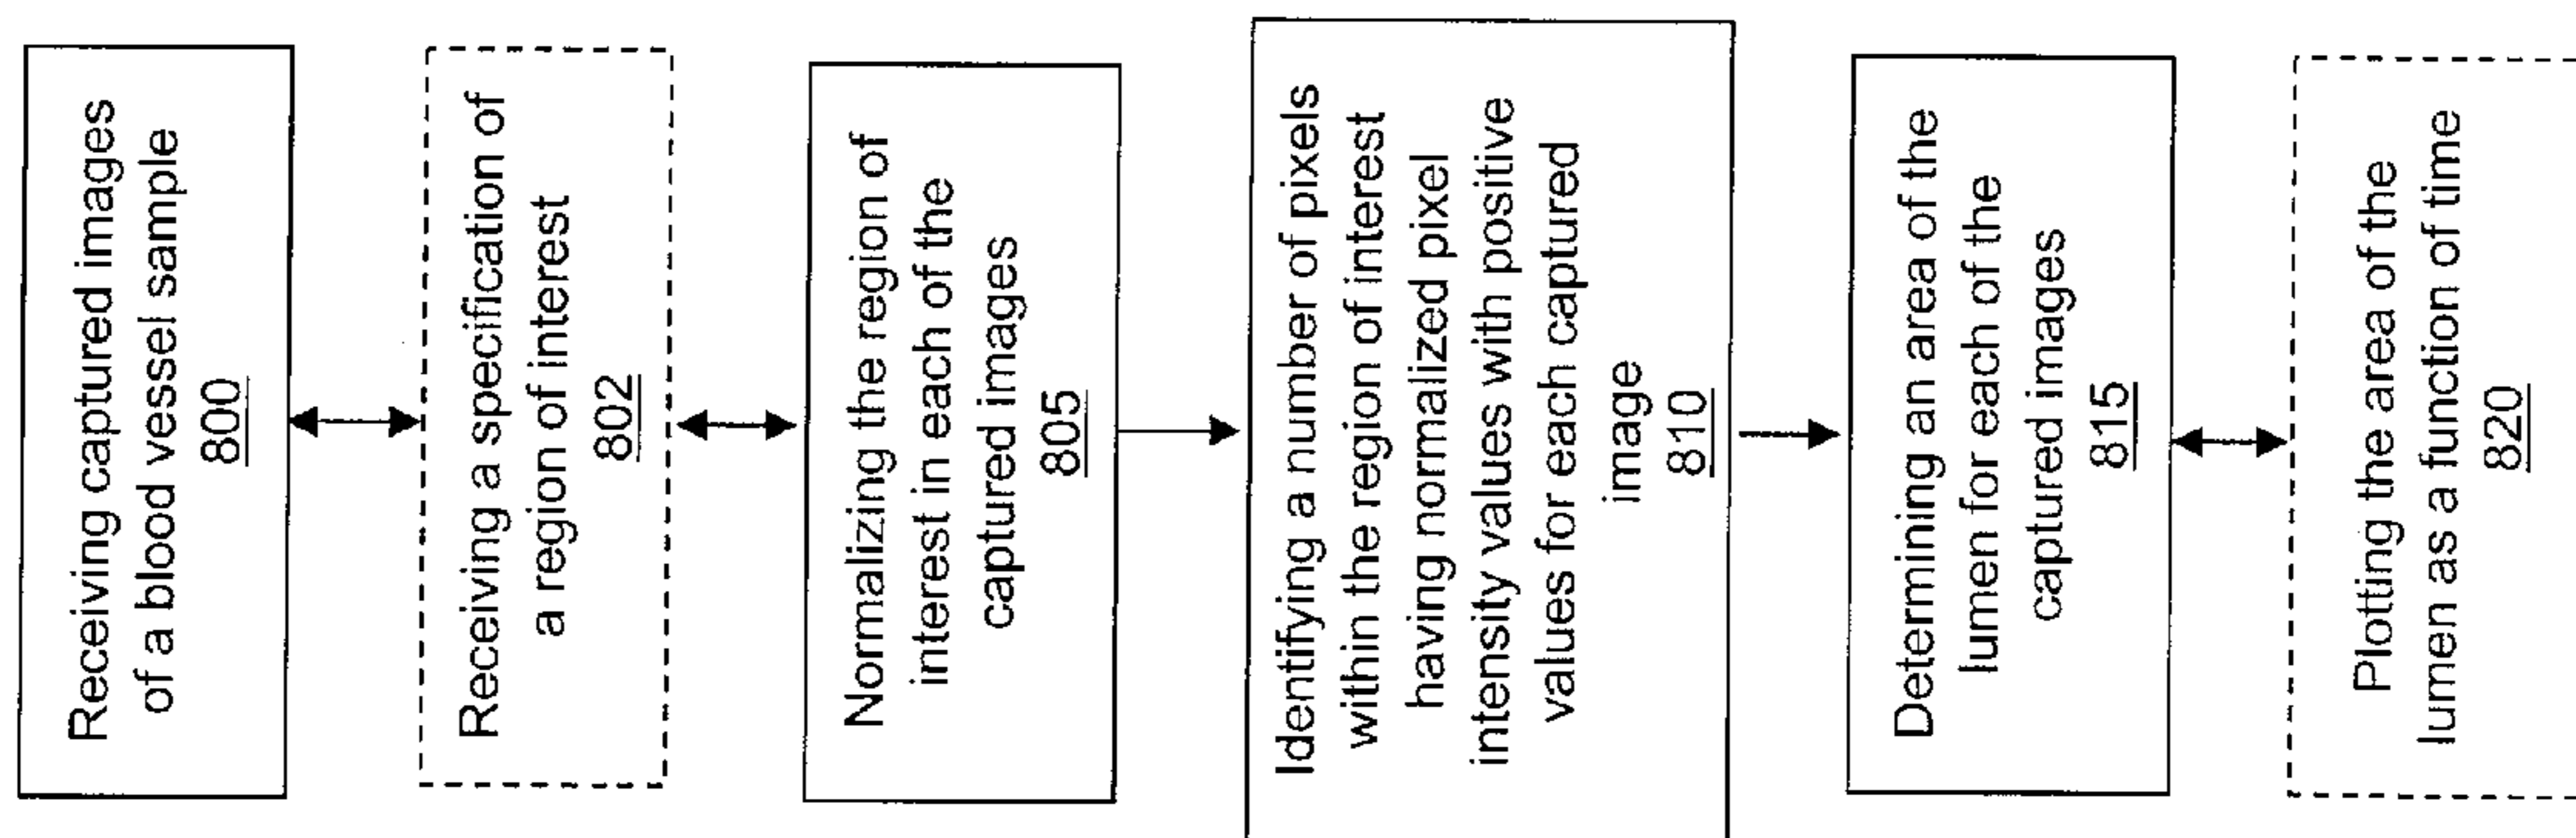 Receiving captured images
of a blood vessel sample
800
Receiving a specification of
a region of interest
802
Normalizing the region of
interest in each of the
captured images
805
Identifying a number of pixels
within the region of interest
having normalized pixel
intensity values with positive
values for each captured
image
810
Determining an area of the
lumen for each of the
captured images
815
Plotting the area of the
lumen as a function of time
820